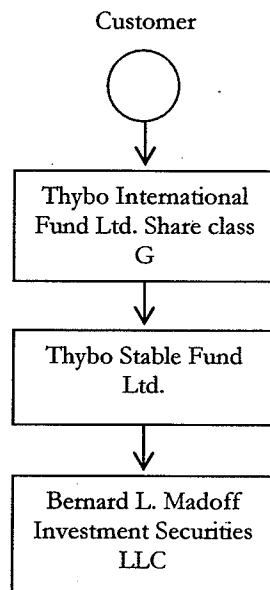 Customer
Thybo International
Fund Ltd. Share class
G
Thybo Stable Fund
Ltd.
Bernard L. Madoff
Investment Securities
LLC